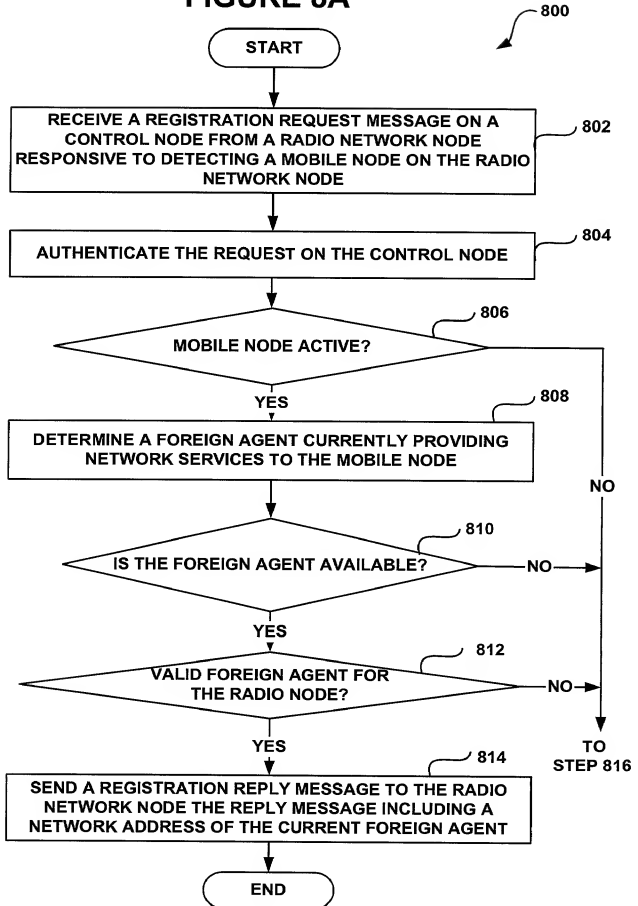 FIGURE 8A
800
START
RECEIVE A REGISTRATION REQUEST MESSAGE ON A
CONTROL NODE FROM A RADIO NETWORK NODE
RESPONSIVE TO DETECTING A MOBILE NODE ON THE RADIO
NETWORK NODE
802
AUTHENTICATE THE REQUEST ON THE CONTROL NODE
804
MOBILE NODE ACTIVE?
806
YES
DETERMINE A FOREIGN AGENT CURRENTLY PROVIDING
NETWORK SERVICES TO THE MOBILE NODE
808
NO
IS THE FOREIGN AGENT AVAILABLE?
810
NO
YES
VALID FOREIGN AGENT FOR
THE RADIO NODE?
812
NO
YES
TO
STEP 816
SEND A REGISTRATION REPLY MESSAGE TO THE RADIO
NETWORK NODE THE REPLY MESSAGE INCLUDING A
NETWORK ADDRESS OF THE CURRENT FOREIGN AGENT
814
END